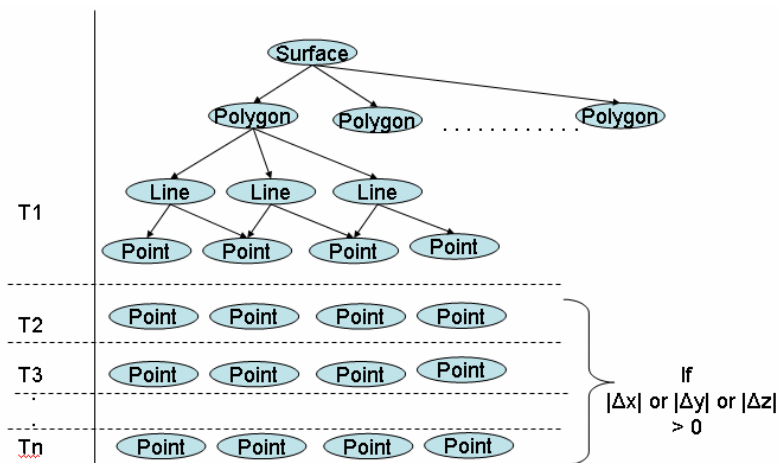 Surface
Polygon Polygon . . . . . . . . . . . . Polygon
Line Line Line
T1
Point Point Point Point
T2 Point Point Point Point
T3 Point Point Point Point
.
.
Tn Point Point Point Point
If
|Δx| or |Δy| or |Δz|
> 0